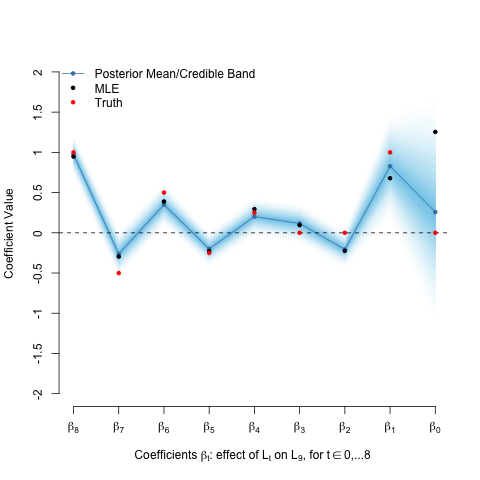 Posterior Mean/Credible Band
MLE
Truth
2
1.5
1
0.5
0
-0.5
-1
-1.5
-2
Coefficient Value
β₈ β₇ β₆ β₅ β₄ β₃ β₂ β₁ β₀
Coefficients βₜ: effect of Lₜ on L₉, for t ∈ 0,...8